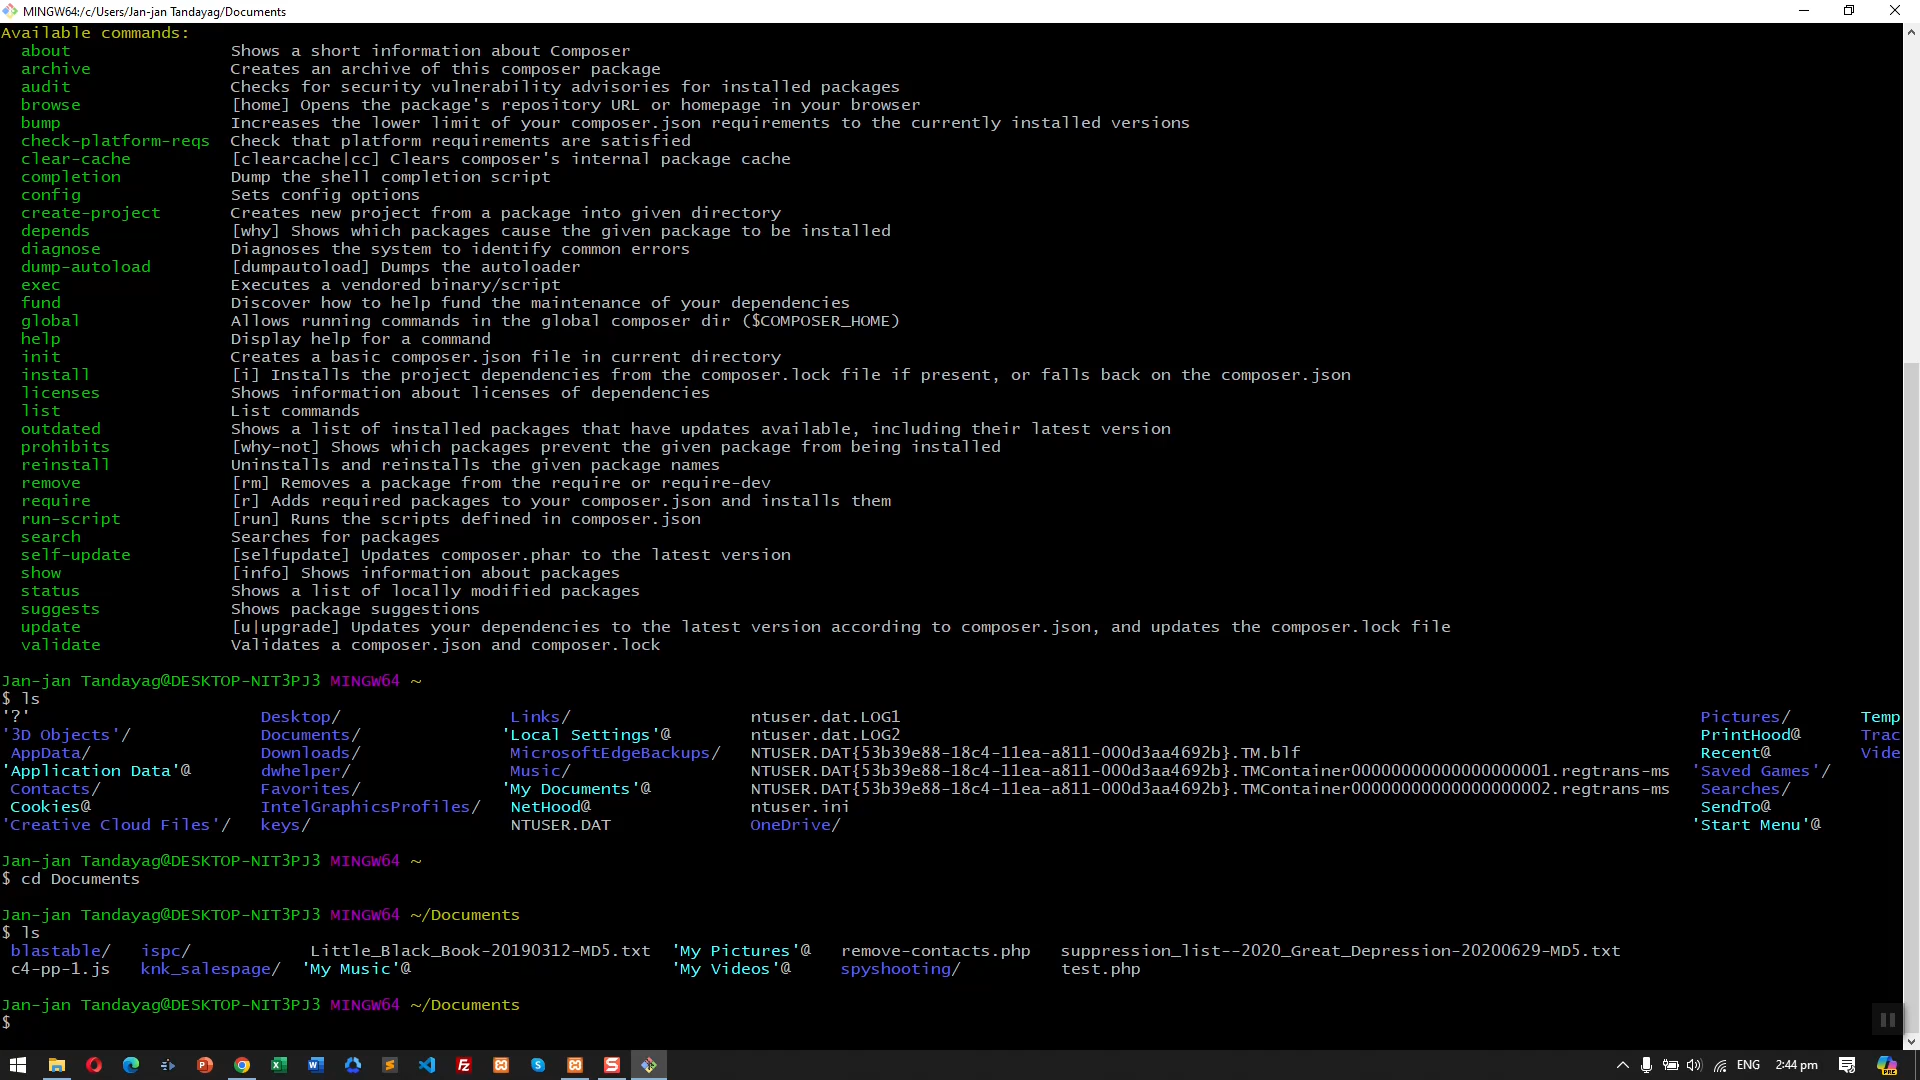 MINGW64:/c/Users/Jan-jan Tandayag/Documents
Available commands:
about Shows a short information about Composer
archive Creates an archive of this composer package
audit Checks for security vulnerability advisories for installed packages
browse [home] Opens the package's repository URL or homepage in your browser
bump Increases the lower limit of your composer.json requirements to the currently installed versions
check-platform-reqs Check that platform requirements are satisfied
clear-cache [clearcache|cc] Clears composer's internal package cache
completion Dump the shell completion script
config Sets config options
create-project Creates new project from a package into given directory
depends [why] Shows which packages cause the given package to be installed
diagnose Diagnoses the system to identify common errors
dump-autoload [dumpautoload] Dumps the autoloader
exec Executes a vendored binary/script
fund Discover how to help fund the maintenance of your dependencies
global Allows running commands in the global composer dir ($COMPOSER_HOME)
help Display help for a command
init Creates a basic composer.json file in current directory
install [i] Installs the project dependencies from the composer.lock file if present, or falls back on the composer.json
licenses Shows information about licenses of dependencies
list List commands
outdated Shows a list of installed packages that have updates available, including their latest version
prohibits [why-not] Shows which packages prevent the given package from being installed
reinstall Uninstalls and reinstalls the given package names
remove [rm] Removes a package from the require or require-dev
require [r] Adds required packages to your composer.json and installs them
run-script [run] Runs the scripts defined in composer.json
search Searches for packages
self-update [selfupdate] Updates composer.phar to the latest version
show [info] Shows information about packages
status Shows a list of locally modified packages
suggests Shows package suggestions
update [u|upgrade] Updates your dependencies to the latest version according to composer.json, and updates the composer.lock file
validate Validates a composer.json and composer.lock
Jan-jan Tandayag@DESKTOP-NIT3PJ3 MINGW64 ~
$ ls
'?' Desktop/ Links/ ntuser.dat.LOG1 Pictures/ Temp
'3D Objects'/ Documents/ 'Local Settings'@ ntuser.dat.LOG2 PrintHood@ Trac
AppData/ Downloads/ MicrosoftEdgeBackups/ NTUSER.DAT{53b39e88-18c4-11ea-a811-000d3aa4692b}.TM.blf Recent@ Vide
'Application Data'@ dwhelper/ Music/ NTUSER.DAT{53b39e88-18c4-11ea-a811-000d3aa4692b}.TMContainer00000000000000000001.regtrans-ms 'Saved Games'/
Contacts/ Favorites/ 'My Documents'@ NTUSER.DAT{53b39e88-18c4-11ea-a811-000d3aa4692b}.TMContainer00000000000000000002.regtrans-ms Searches/
Cookies@ IntelGraphicsProfiles/ NetHood@ ntuser.ini SendTo@
'Creative Cloud Files'/ keys/ NTUSER.DAT OneDrive/ 'Start Menu'@
Jan-jan Tandayag@DESKTOP-NIT3PJ3 MINGW64 ~
$ cd Documents
Jan-jan Tandayag@DESKTOP-NIT3PJ3 MINGW64 ~/Documents
$ ls
blastable/ ispc/ Little_Black_Book-20190312-MD5.txt 'My Pictures'@ remove-contacts.php suppression_list--2020_Great_Depression-20200629-MD5.txt
c4-pp-1.js knk_salespage/ 'My Music'@ 'My Videos'@ spyshooting/ test.php
Jan-jan Tandayag@DESKTOP-NIT3PJ3 MINGW64 ~/Documents
$
ENG 2:44 pm